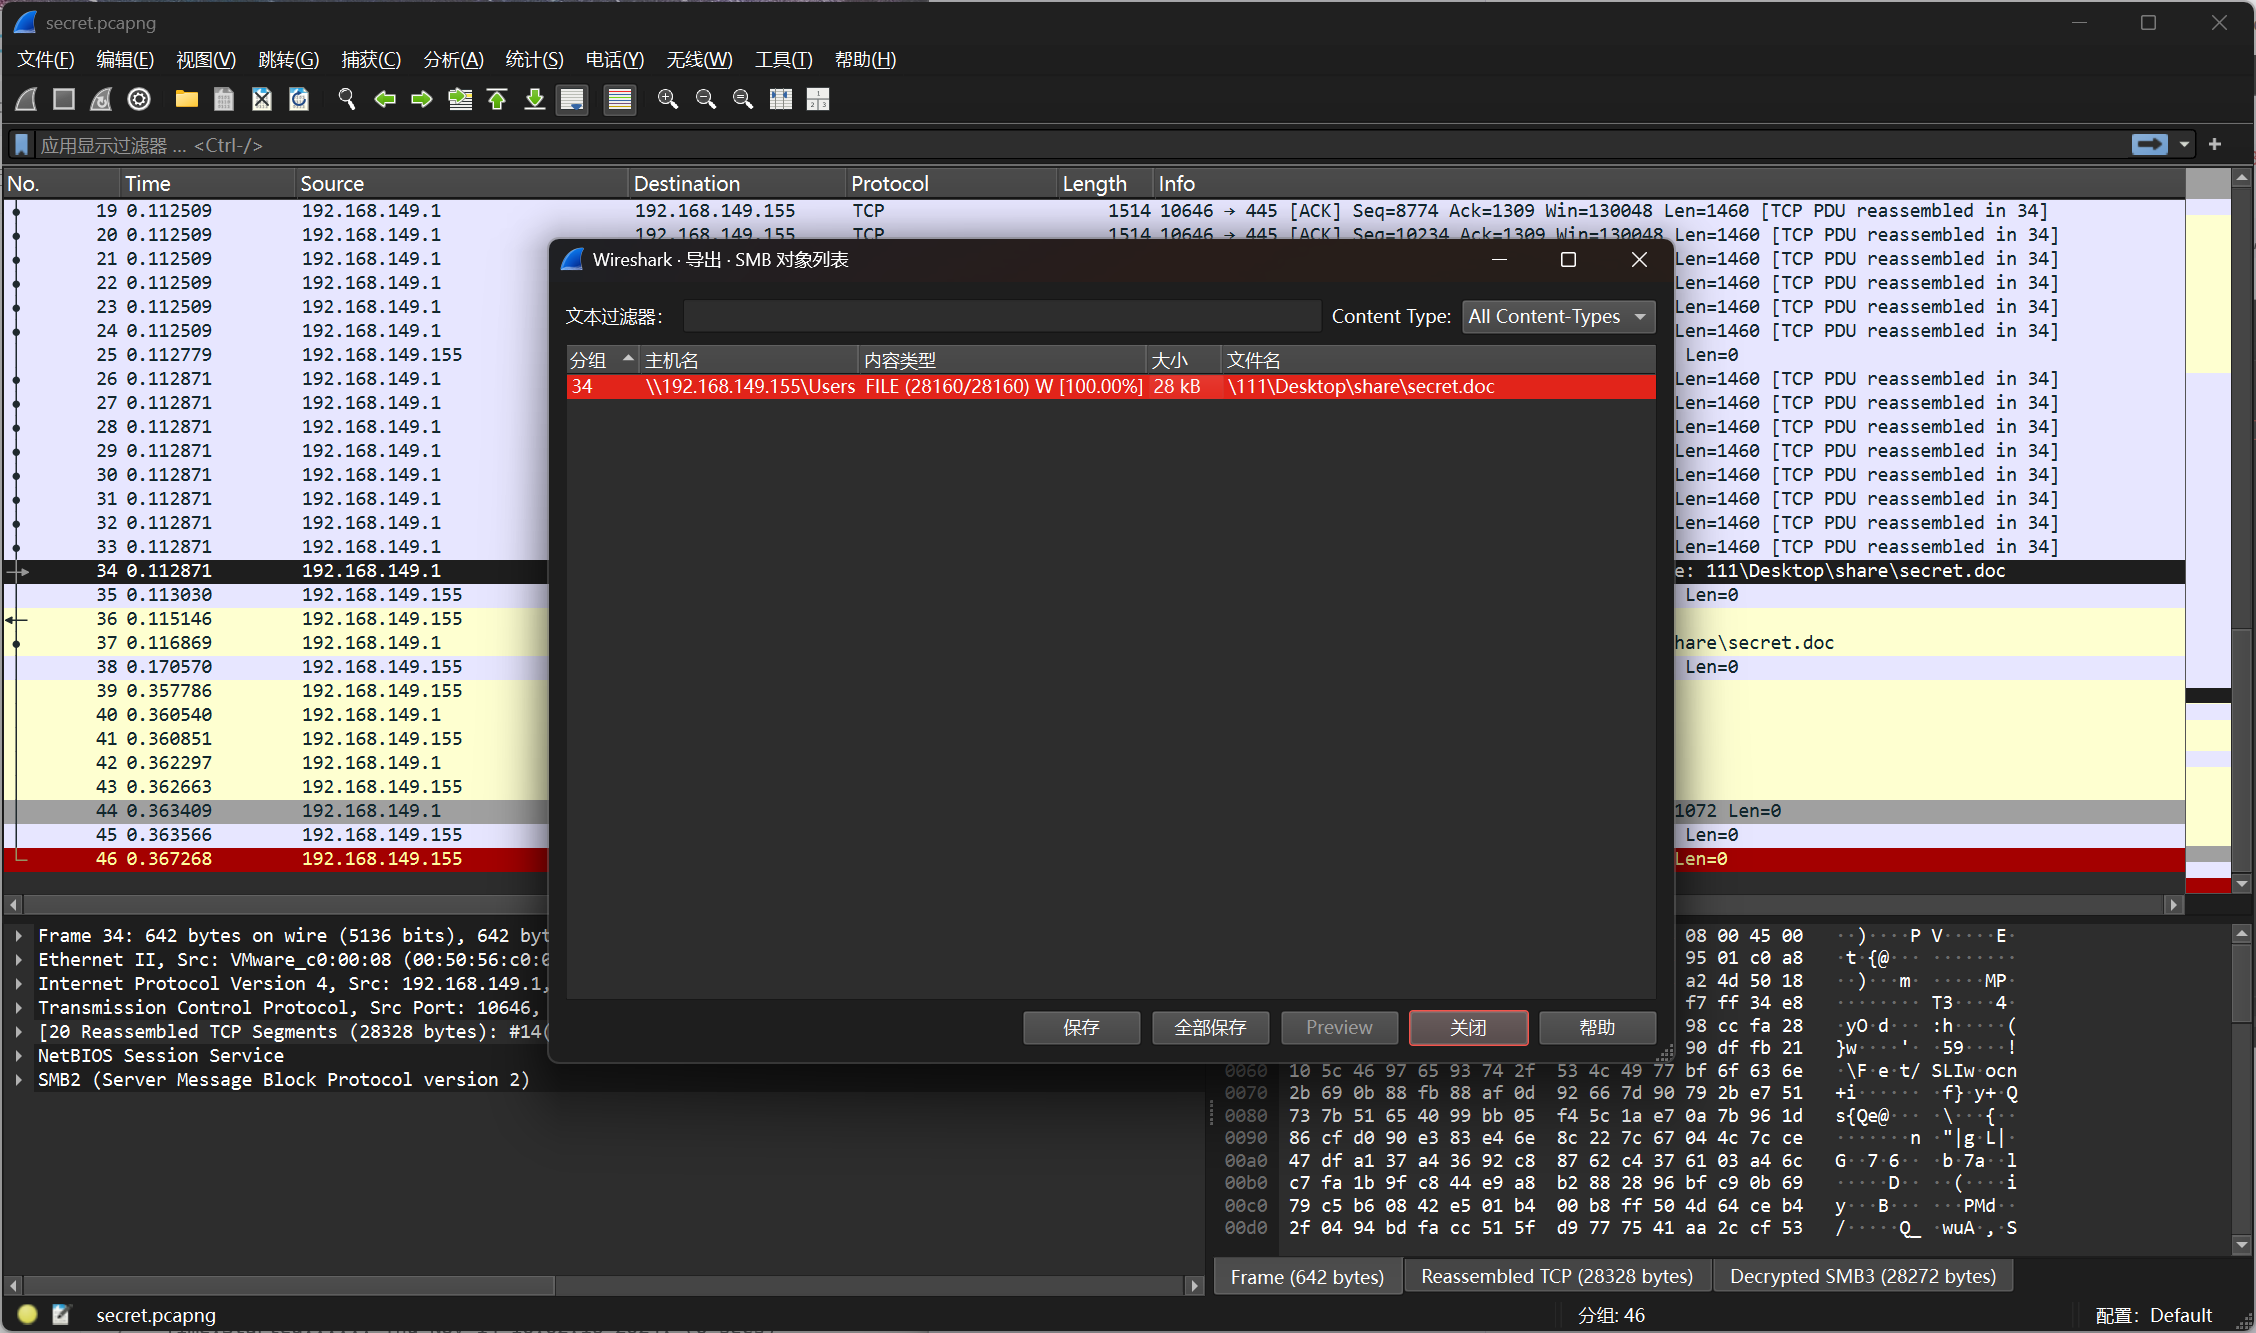 secret.pcapng
文件(F) 编辑(E) 视图(V) 跳转(G) 捕获(C) 分析(A) 统计(S) 电话(Y) 无线(W) 工具(T) 帮助(H)
应用显示过滤器 ... <Ctrl-/>
No. Time Source Destination Protocol Length Info
19 0.112509 192.168.149.1 192.168.149.155 TCP 1514 10646 → 445 [ACK] Seq=8774 Ack=1309 Win=130048 Len=1460 [TCP PDU reassembled in 34]
20 0.112509 192.168.149.1 192.168.149.155 TCP 1514 10646 → 445 [ACK] Seq=10234 Ack=1309 Win=130048 Len=1460 [TCP PDU reassembled in 34]
21 0.112509 192.168.149.1 Len=1460 [TCP PDU reassembled in 34]
22 0.112509 192.168.149.1 Len=1460 [TCP PDU reassembled in 34]
23 0.112509 192.168.149.1 Len=1460 [TCP PDU reassembled in 34]
24 0.112509 192.168.149.1 Len=1460 [TCP PDU reassembled in 34]
25 0.112779 192.168.149.155 Len=0
26 0.112871 192.168.149.1 Len=1460 [TCP PDU reassembled in 34]
27 0.112871 192.168.149.1 Len=1460 [TCP PDU reassembled in 34]
28 0.112871 192.168.149.1 Len=1460 [TCP PDU reassembled in 34]
29 0.112871 192.168.149.1 Len=1460 [TCP PDU reassembled in 34]
30 0.112871 192.168.149.1 Len=1460 [TCP PDU reassembled in 34]
31 0.112871 192.168.149.1 Len=1460 [TCP PDU reassembled in 34]
32 0.112871 192.168.149.1 Len=1460 [TCP PDU reassembled in 34]
33 0.112871 192.168.149.1 Len=1460 [TCP PDU reassembled in 34]
34 0.112871 192.168.149.1 e: 111\Desktop\share\secret.doc
35 0.113030 192.168.149.155 Len=0
36 0.115146 192.168.149.155
37 0.116869 192.168.149.1 hare\secret.doc
38 0.170570 192.168.149.155 Len=0
39 0.357786 192.168.149.155
40 0.360540 192.168.149.1
41 0.360851 192.168.149.155
42 0.362297 192.168.149.1
43 0.362663 192.168.149.155
44 0.363409 192.168.149.1 1072 Len=0
45 0.363566 192.168.149.155 Len=0
46 0.367268 192.168.149.155 Len=0
Wireshark · 导出 · SMB 对象列表
文本过滤器: Content Type: All Content-Types
分组 主机名 内容类型 大小 文件名
34 \\192.168.149.155\Users FILE (28160/28160) W [100.00%] 28 kB \111\Desktop\share\secret.doc
保存 全部保存 Preview 关闭 帮助
Frame 34: 642 bytes on wire (5136 bits), 642 byt
Ethernet II, Src: VMware_c0:00:08 (00:50:56:c0:0
Internet Protocol Version 4, Src: 192.168.149.1,
Transmission Control Protocol, Src Port: 10646,
[20 Reassembled TCP Segments (28328 bytes): #14(
NetBIOS Session Service
SMB2 (Server Message Block Protocol version 2)
08 00 45 00 ··)····P V·····E·
95 01 c0 a8 ·t·{@··· ········
a2 4d 50 18 ··)···m· ·····MP·
f7 ff 34 e8 ········ T3····4·
98 cc fa 28 ·yO·d··· :h·····(
90 df fb 21 }w····'· ·59····!
0060 10 5c 46 97 65 93 74 2f 53 4c 49 77 bf 6f 63 6e ·\F·e·t/ SLIw·ocn
0070 2b 69 0b 88 fb 88 af 0d 92 66 7d 90 79 2b e7 51 +i······ ·f}·y+·Q
0080 73 7b 51 65 40 99 bb 05 f4 5c 1a e7 0a 7b 96 1d s{Qe@··· ·\···{··
0090 86 cf d0 90 e3 83 e4 6e 8c 22 7c 67 04 4c 7c ce ·······n ·"|g·L|·
00a0 47 df a1 37 a4 36 92 c8 87 62 c4 37 61 03 a4 6c G··7·6·· ·b·7a··l
00b0 c7 fa 1b 9f c8 44 e9 a8 b2 88 28 96 bf c9 0b 69 ·····D·· ··(····i
00c0 79 c5 b6 08 42 e5 01 b4 00 b8 ff 50 4d 64 ce b4 y···B··· ···PMd··
00d0 2f 04 94 bd fa cc 51 5f d9 77 75 41 aa 2c cf 53 /·····Q_ ·wuA·,·S
Frame (642 bytes) Reassembled TCP (28328 bytes) Decrypted SMB3 (28272 bytes)
secret.pcapng 分组: 46 配置: Default